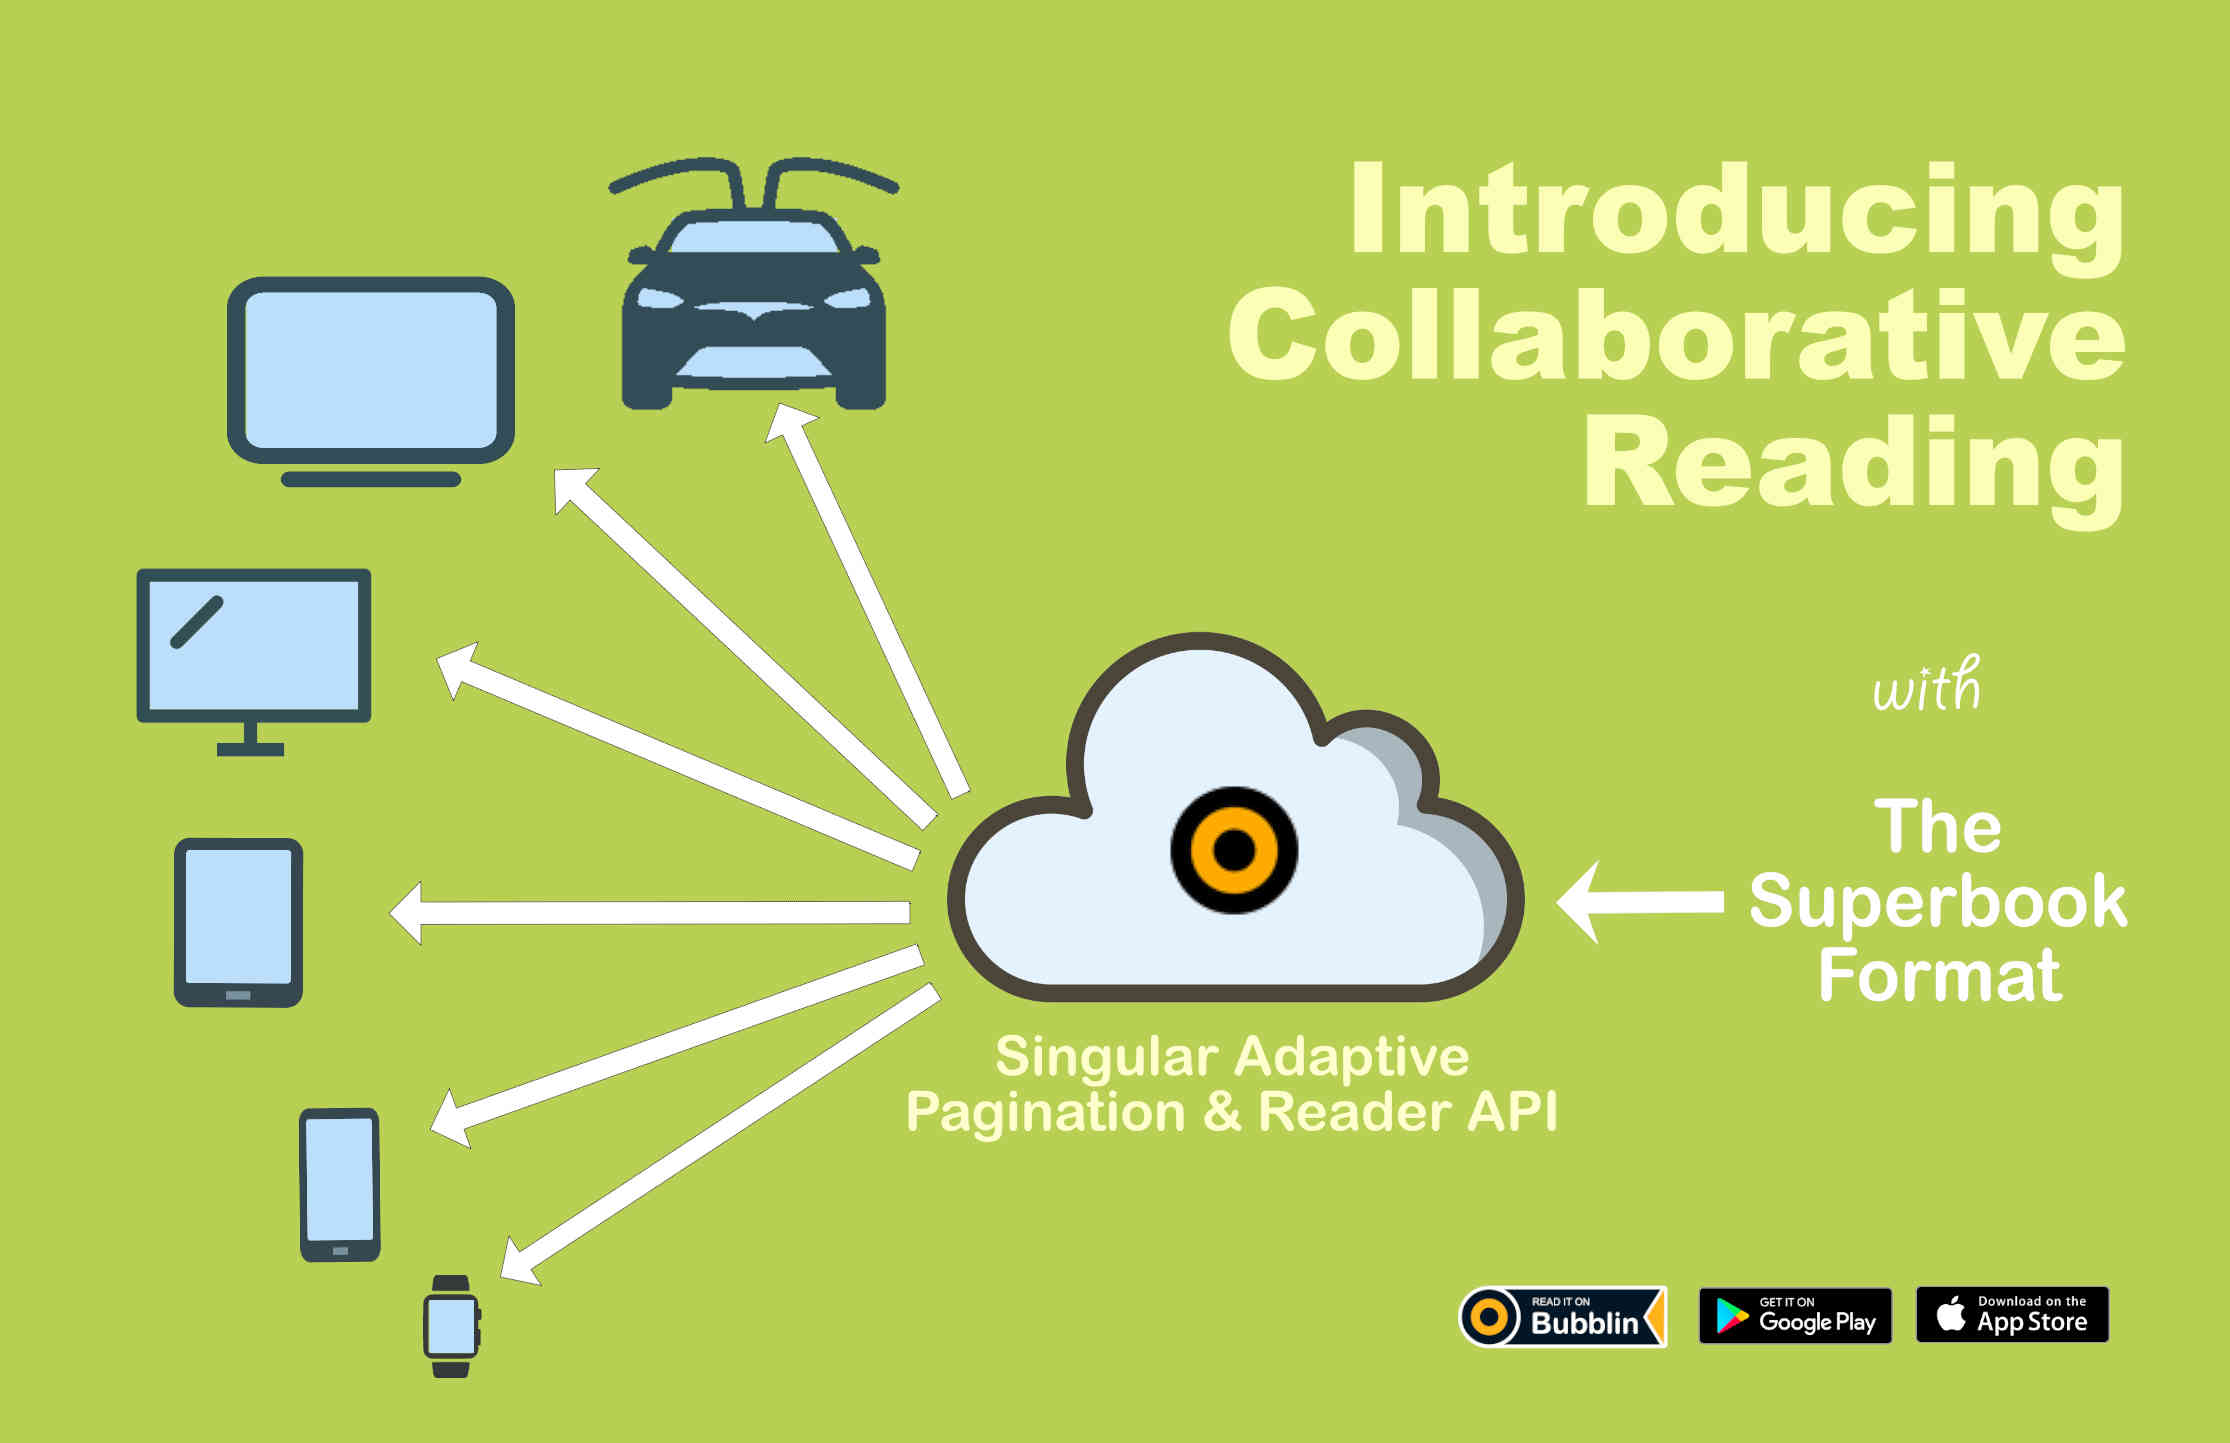 Introducing
Collaborative
Reading
with
The
Superbook
Format
Singular Adaptive
Pagination & Reader API
READ IT ON
Bubblin
GET IT ON
Google Play
Download on the
App Store